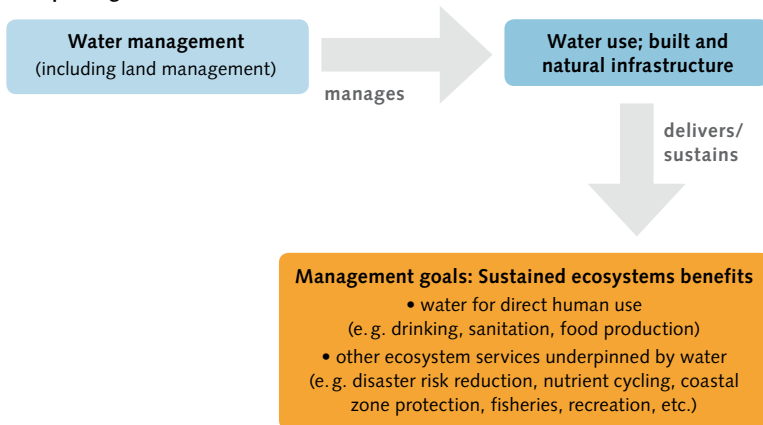 Water management
(including land management)
manages
Water use; built and
natural infrastructure
delivers/
sustains
Management goals: Sustained ecosystems benefits
• water for direct human use
(e. g. drinking, sanitation, food production)
• other ecosystem services underpinned by water
(e. g. disaster risk reduction, nutrient cycling, coastal
zone protection, fisheries, recreation, etc.)